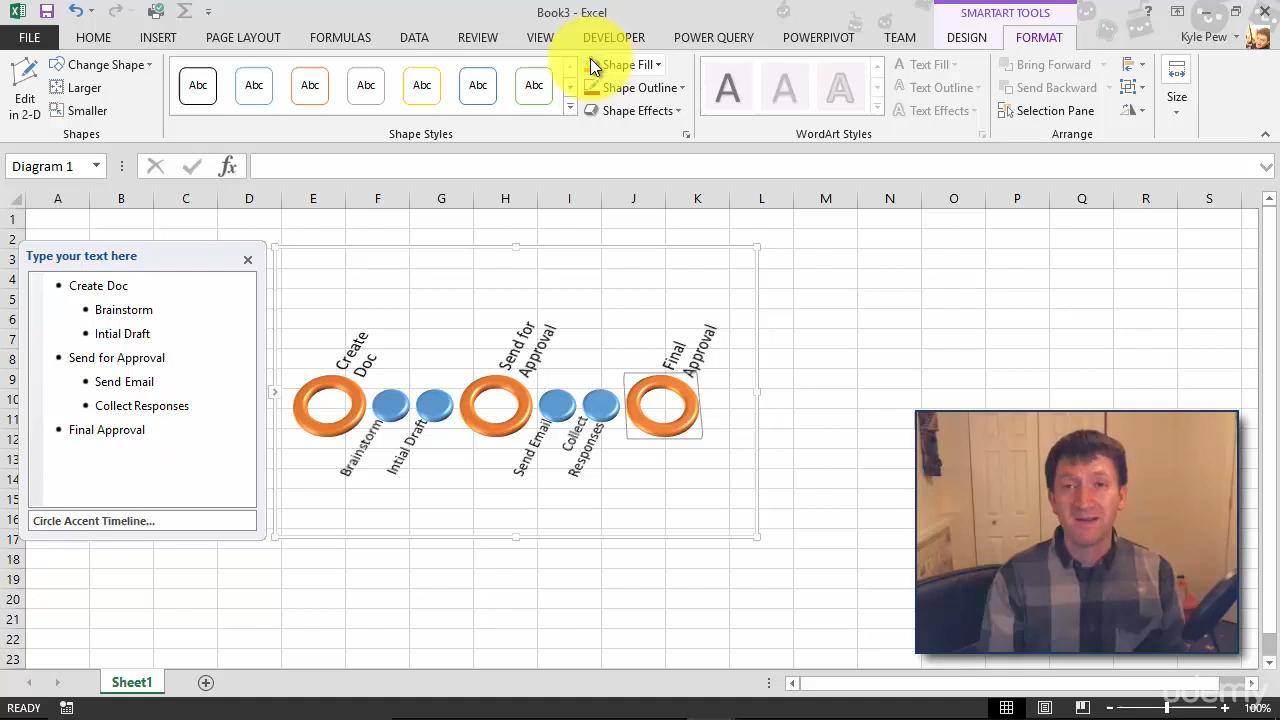 Book3 - Excel
SMARTART TOOLS
FILE
HOME
INSERT
PAGE LAYOUT
FORMULAS
DATA
REVIEW
VIEW
DEVELOPER
POWER QUERY
POWERPIVOT
TEAM
DESIGN
FORMAT
Kyle Pew
Edit
in 2-D
Change Shape
Larger
Smaller
Shapes
Abc Abc Abc Abc Abc Abc Abc
Shape Styles
Shape Fill
Shape Outline
Shape Effects
A A A
WordArt Styles
Text Fill
Text Outline
Text Effects
Bring Forward
Send Backward
Selection Pane
Arrange
Size
Diagram 1
fx
A B C D E F G H I J K L M N O P Q R S
1
2
3
4
5
6
7
8
9
10
11
12
13
14
15
16
17
18
19
20
21
22
23
Type your text here
Create Doc
Brainstorm
Intial Draft
Send for Approval
Send Email
Collect Responses
Final Approval
Circle Accent Timeline...
Create
Doc
Brainstorm
Intial Draft
Send for
Approval
Send Email
Collect
Responses
Final
Approval
Sheet1
READY
100%
udemy